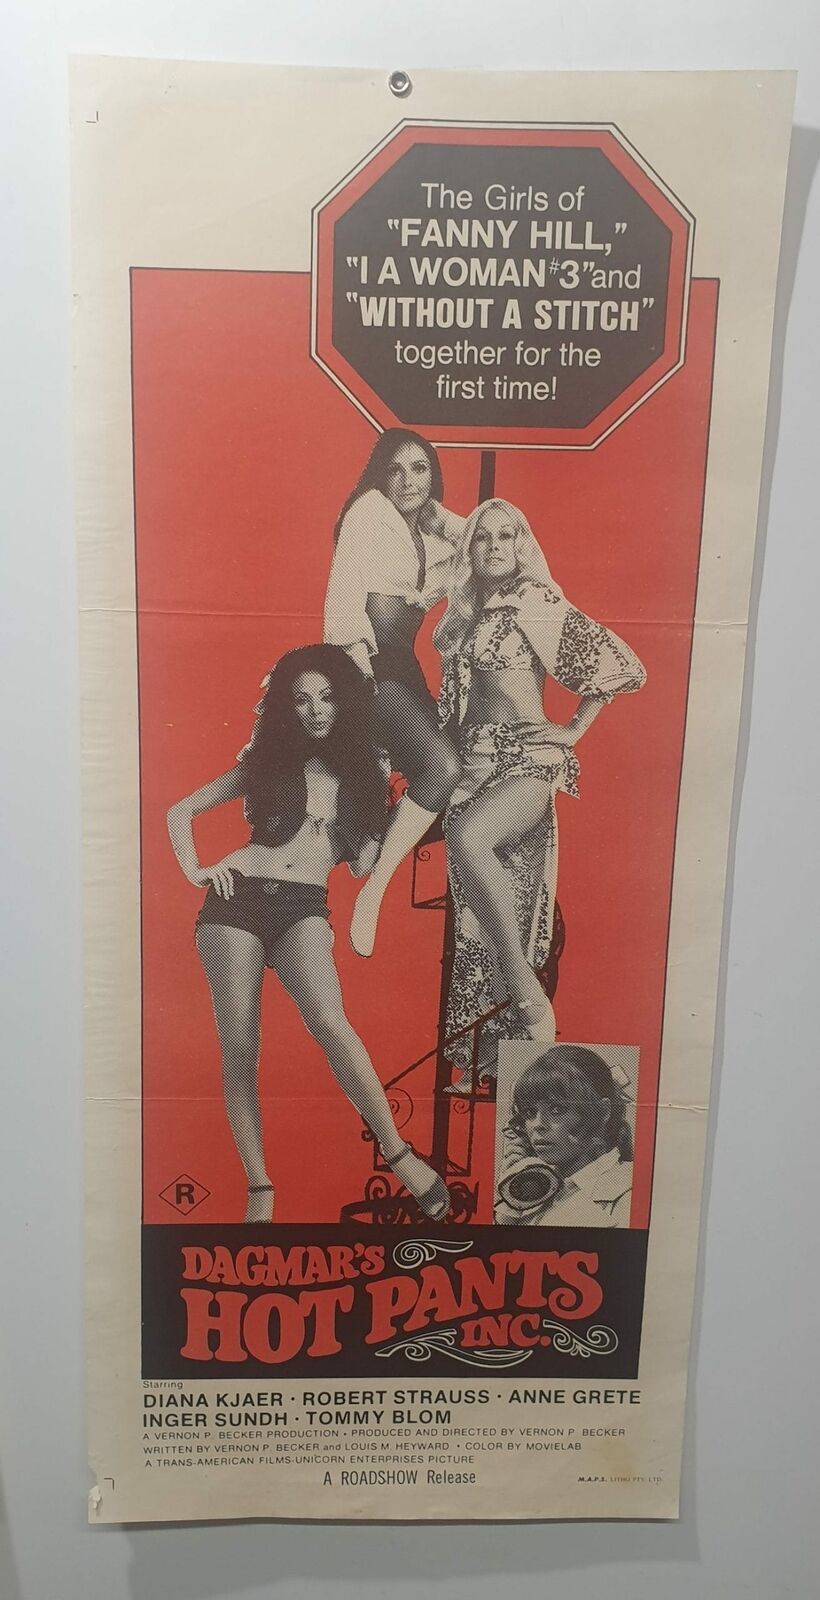 The Girls of
"FANNY HILL,"
"I A WOMAN #3" and
"WITHOUT A STITCH"
together for the
first time!
R
DAGMAR'S
HOT PANTS
INC.
Starring
DIANA KJAER · ROBERT STRAUSS · ANNE GRETE
INGER SUNDH · TOMMY BLOM
A VERNON P. BECKER PRODUCTION · PRODUCED AND DIRECTED BY VERNON P. BECKER
WRITTEN BY VERNON P. BECKER and LOUIS M. HEYWARD · COLOR BY MOVIELAB
A TRANS-AMERICAN FILMS-UNICORN ENTERPRISES PICTURE
A ROADSHOW Release
M.A.P.S. LITHO PTY. LTD.